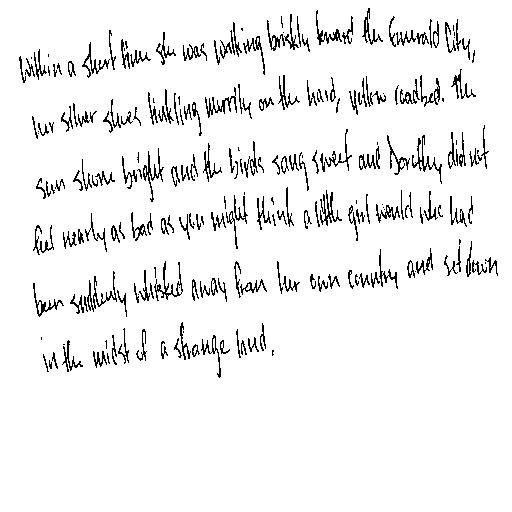 Within a short time she was walking briskly toward the Emerald City,
her silver shoes tinkling merrily on the hard, yellow roadbed. The
sun shone bright and the birds sang sweet and Dorothy did not
feel nearly as bad as you might think a little girl would who had
been suddenly whisked away from her own country and set down
in the midst of a strange land.